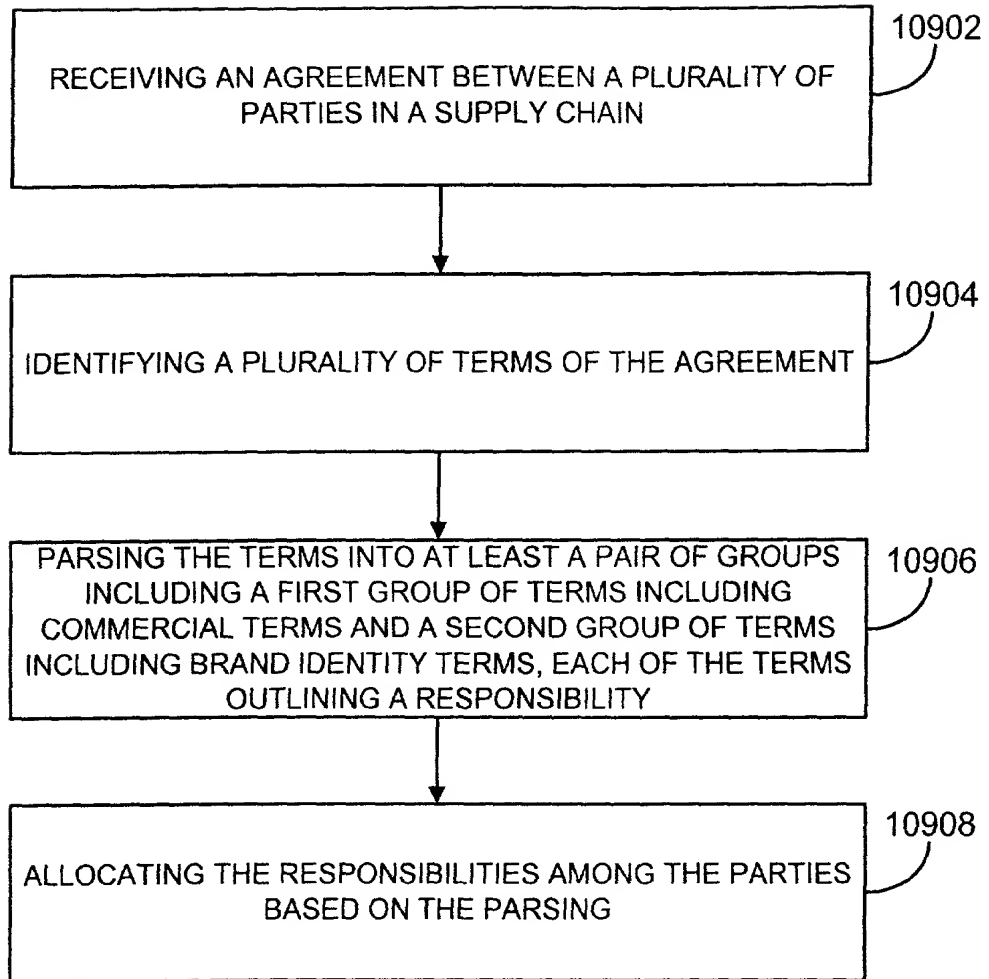 10902
RECEIVING AN AGREEMENT BETWEEN A PLURALITY OF
PARTIES IN A SUPPLY CHAIN
10904
IDENTIFYING A PLURALITY OF TERMS OF THE AGREEMENT
10906
PARSING THE TERMS INTO AT LEAST A PAIR OF GROUPS
INCLUDING A FIRST GROUP OF TERMS INCLUDING
COMMERCIAL TERMS AND A SECOND GROUP OF TERMS
INCLUDING BRAND IDENTITY TERMS, EACH OF THE TERMS
OUTLINING A RESPONSIBILITY
10908
ALLOCATING THE RESPONSIBILITIES AMONG THE PARTIES
BASED ON THE PARSING